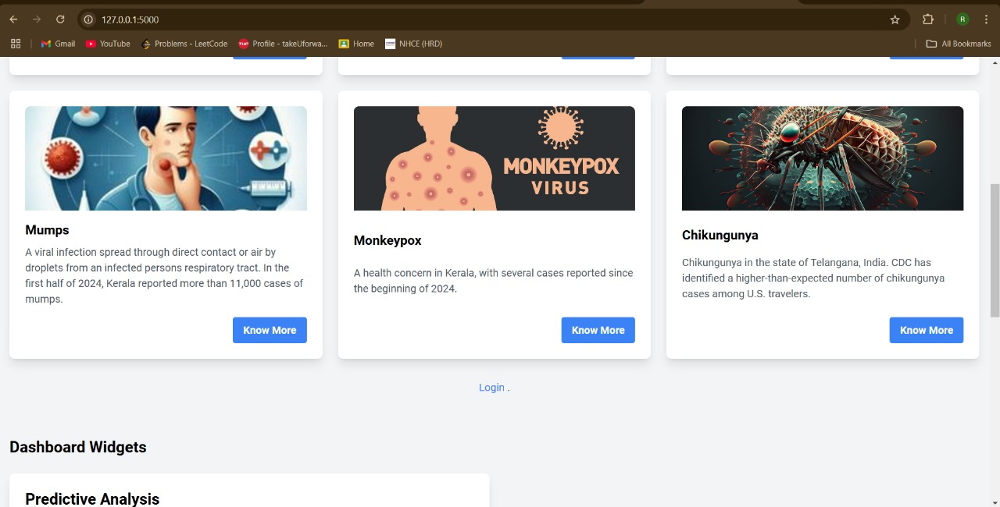 127.0.0.1:5000
R
Gmail
YouTube
Problems - LeetCode
TUF
Profile - takeUforwa...
Home
NHCE (HRD)
All Bookmarks
MONKEYPOX
VIRUS
Mumps
A viral infection spread through direct contact or air by
droplets from an infected persons respiratory tract. In the
first half of 2024, Kerala reported more than 11,000 cases of
mumps.
Know More
Monkeypox
A health concern in Kerala, with several cases reported since
the beginning of 2024.
Know More
Chikungunya
Chikungunya in the state of Telangana, India. CDC has
identified a higher-than-expected number of chikungunya
cases among U.S. travelers.
Know More
Login .
Dashboard Widgets
Predictive Analysis